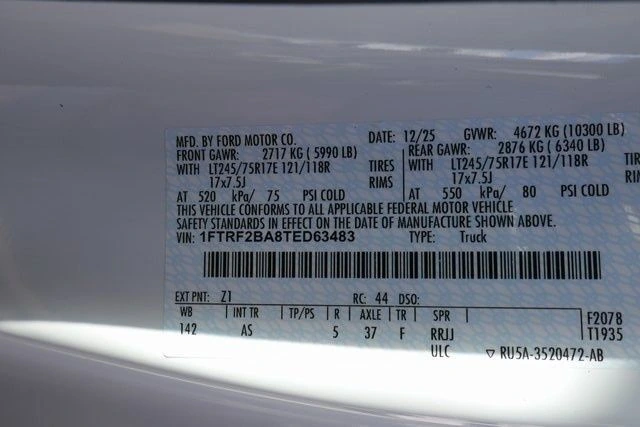 MFD. BY FORD MOTOR CO. DATE: 12/25 GVWR: 4672 KG (10300 LB)
FRONT GAWR: 2717 KG ( 5990 LB) REAR GAWR: 2876 KG ( 6340 LB)
WITH LT245/75R17E 121/118R TIRES WITH LT245/75R17E 121/118R TIRES
17x7.5J RIMS 17x7.5J RIMS
AT 520 kPa/ 75 PSI COLD AT 550 kPa/ 80 PSI COLD
THIS VEHICLE CONFORMS TO ALL APPLICABLE FEDERAL MOTOR VEHICLE
SAFETY STANDARDS IN EFFECT ON THE DATE OF MANUFACTURE SHOWN ABOVE.
VIN: 1FTRF2BA8TED63483 TYPE: Truck
EXT PNT: Z1 RC: 44 DSO:
WB INT TR TP/PS R AXLE TR SPR F2078
142 AS 5 37 F RRJJ T1935
ULC ▽ RU5A-3520472-AB